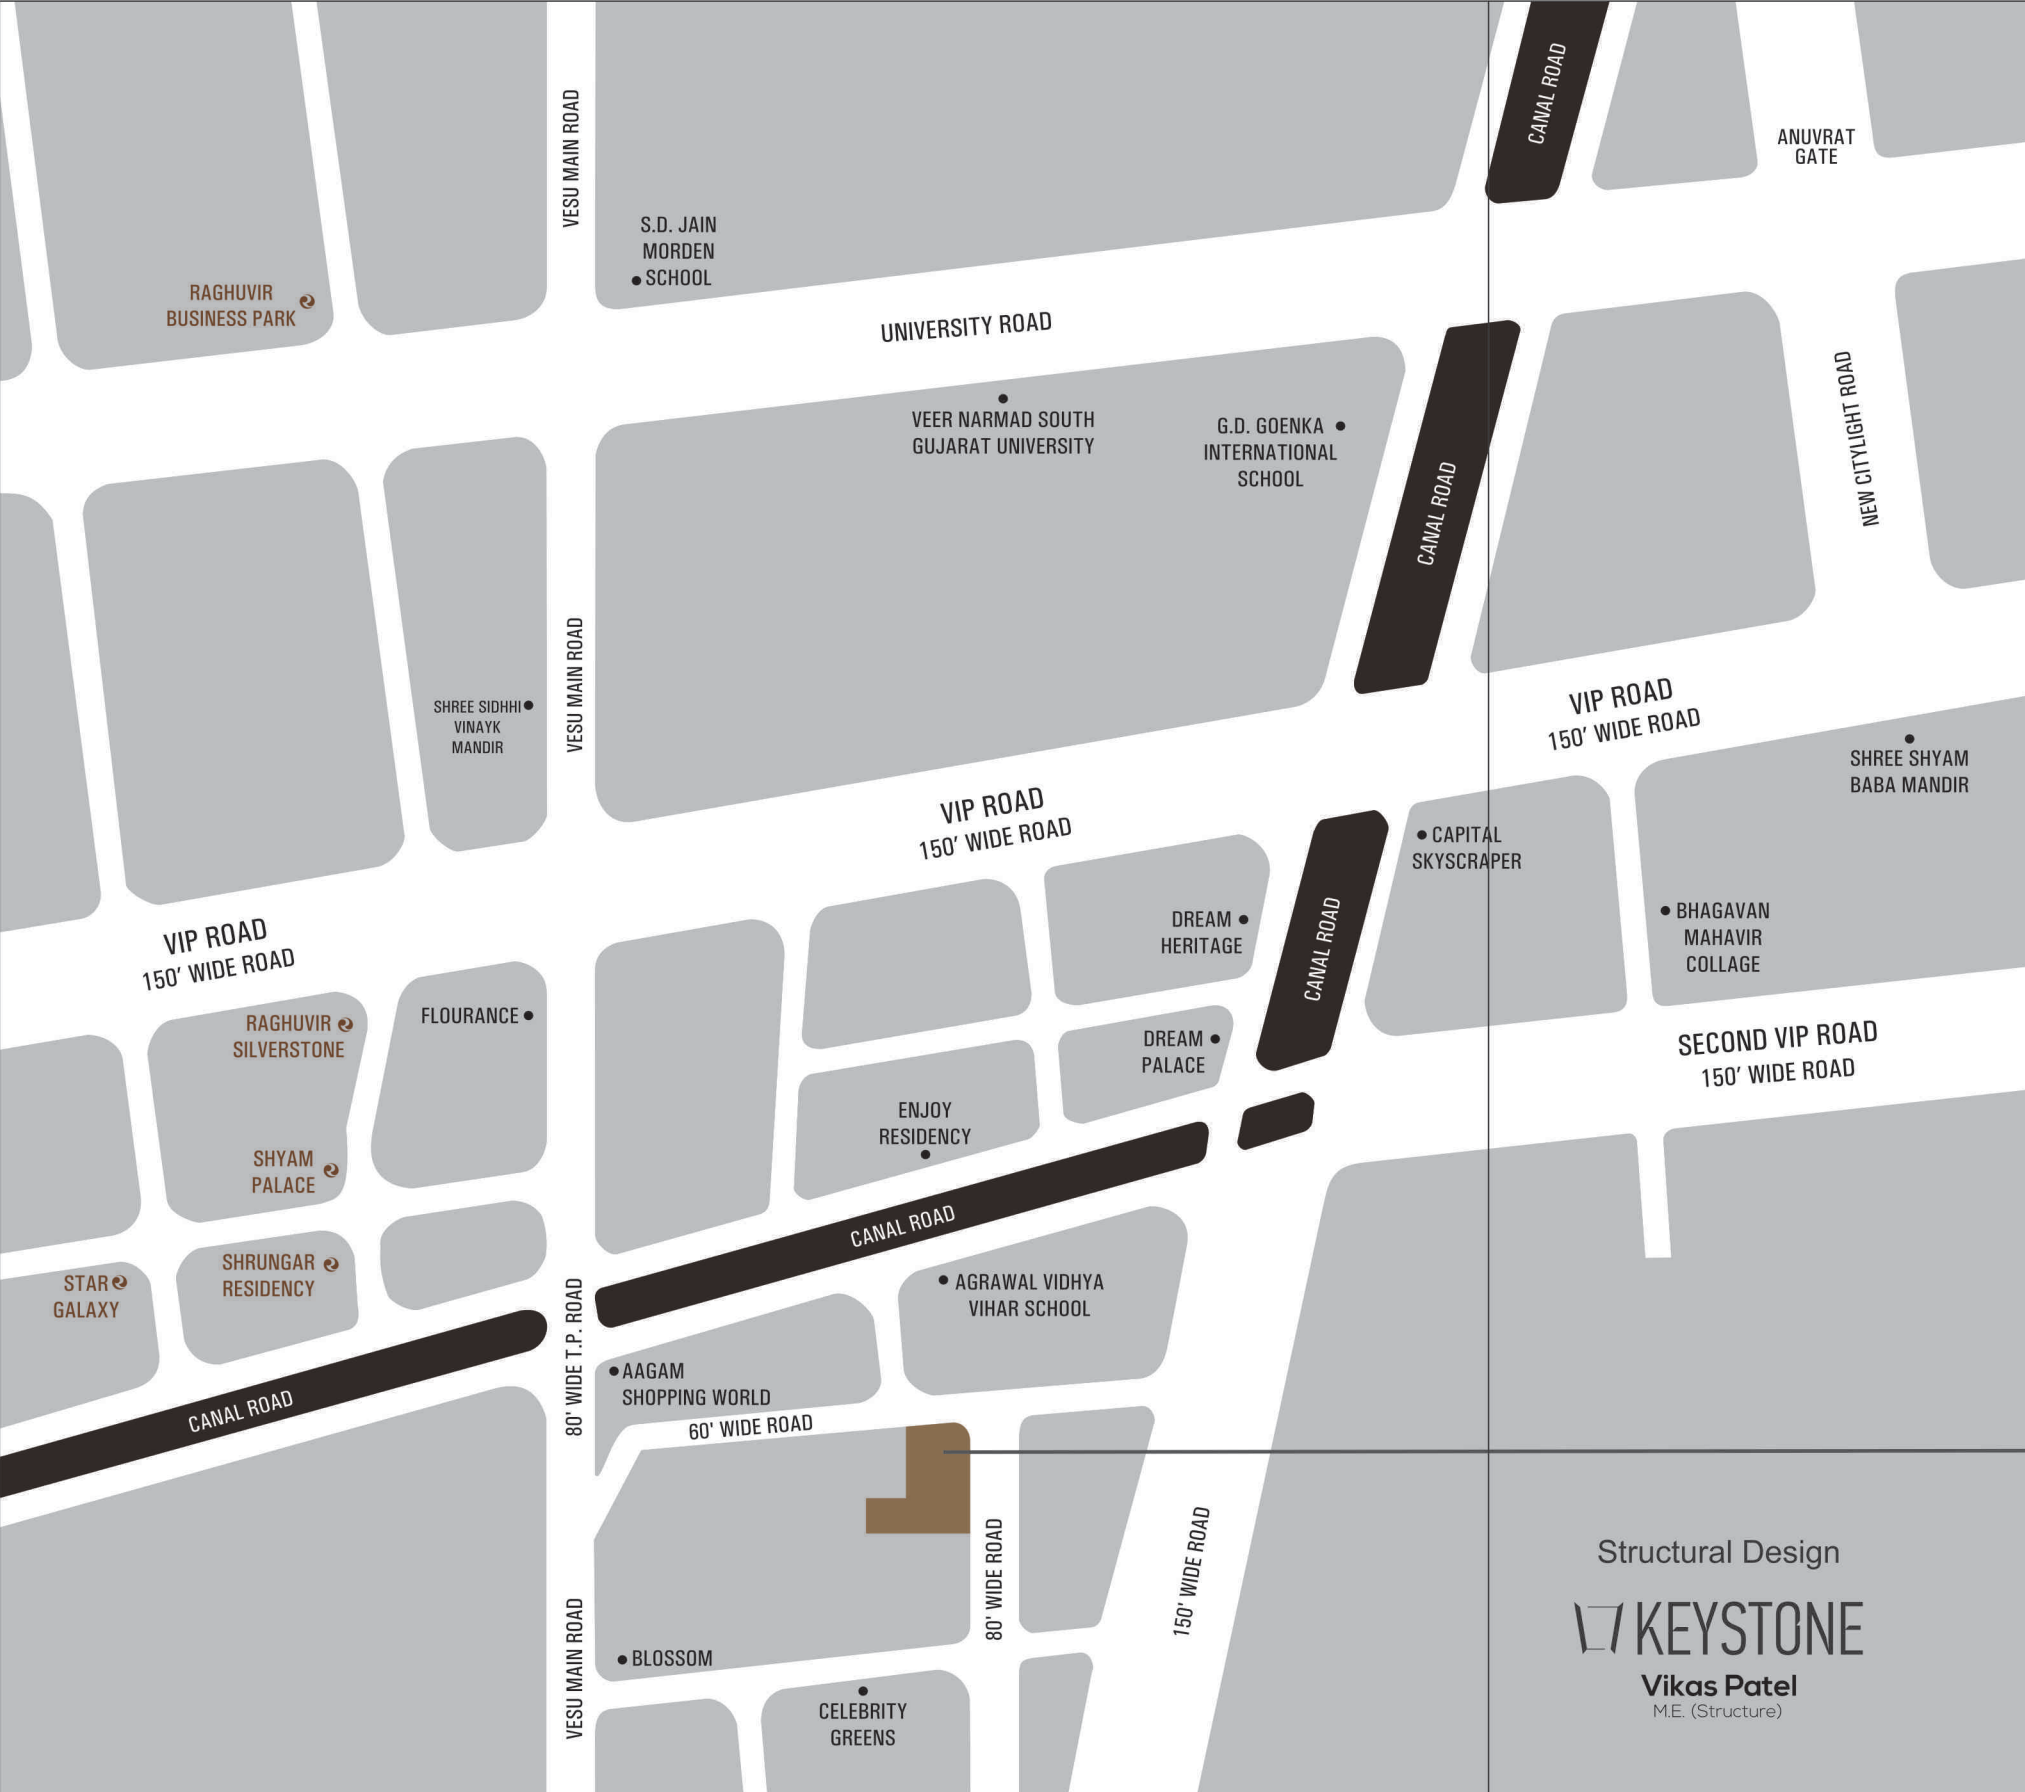 CANAL ROAD
VESU MAIN ROAD
ANUVRAT
GATE
S.D. JAIN
MORDEN
SCHOOL
RAGHUVIR
BUSINESS PARK
UNIVERSITY ROAD
VEER NARMAD SOUTH
GUJARAT UNIVERSITY
G.D. GOENKA
INTERNATIONAL
SCHOOL
CANAL ROAD
NEW CITYLIGHT ROAD
SHREE SIDHHI
VINAYK
MANDIR
VESU MAIN ROAD
VIP ROAD
150' WIDE ROAD
SHREE SHYAM
BABA MANDIR
VIP ROAD
150' WIDE ROAD
CAPITAL
SKYSCRAPER
DREAM
HERITAGE
CANAL ROAD
BHAGAVAN
MAHAVIR
COLLAGE
VIP ROAD
150' WIDE ROAD
RAGHUVIR
SILVERSTONE
FLOURANCE
DREAM
PALACE
SECOND VIP ROAD
150' WIDE ROAD
ENJOY
RESIDENCY
SHYAM
PALACE
CANAL ROAD
SHRUNGAR
RESIDENCY
STAR
GALAXY
AGRAWAL VIDHYA
VIHAR SCHOOL
80' WIDE T.P. ROAD
AAGAM
SHOPPING WORLD
CANAL ROAD
60' WIDE ROAD
80' WIDE ROAD
150' WIDE ROAD
VESU MAIN ROAD
BLOSSOM
CELEBRITY
GREENS
Structural Design
KEYSTONE
Vikas Patel
M.E. (Structure)